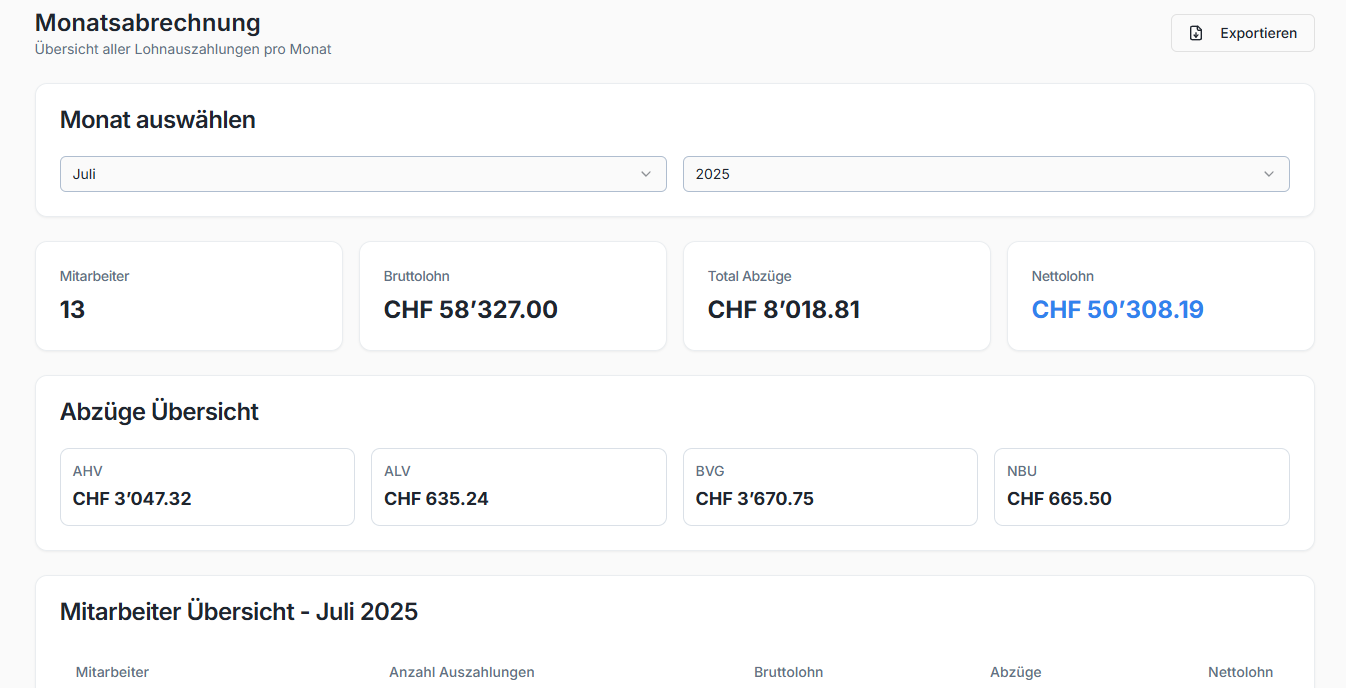 Monatsabrechnung
Übersicht aller Lohnauszahlungen pro Monat
Exportieren
Monat auswählen
Juli
2025
Mitarbeiter
13
Bruttolohn
CHF 58’327.00
Total Abzüge
CHF 8’018.81
Nettolohn
CHF 50’308.19
Abzüge Übersicht
AHV
CHF 3’047.32
ALV
CHF 635.24
BVG
CHF 3’670.75
NBU
CHF 665.50
Mitarbeiter Übersicht - Juli 2025
Mitarbeiter Anzahl Auszahlungen Bruttolohn Abzüge Nettolohn